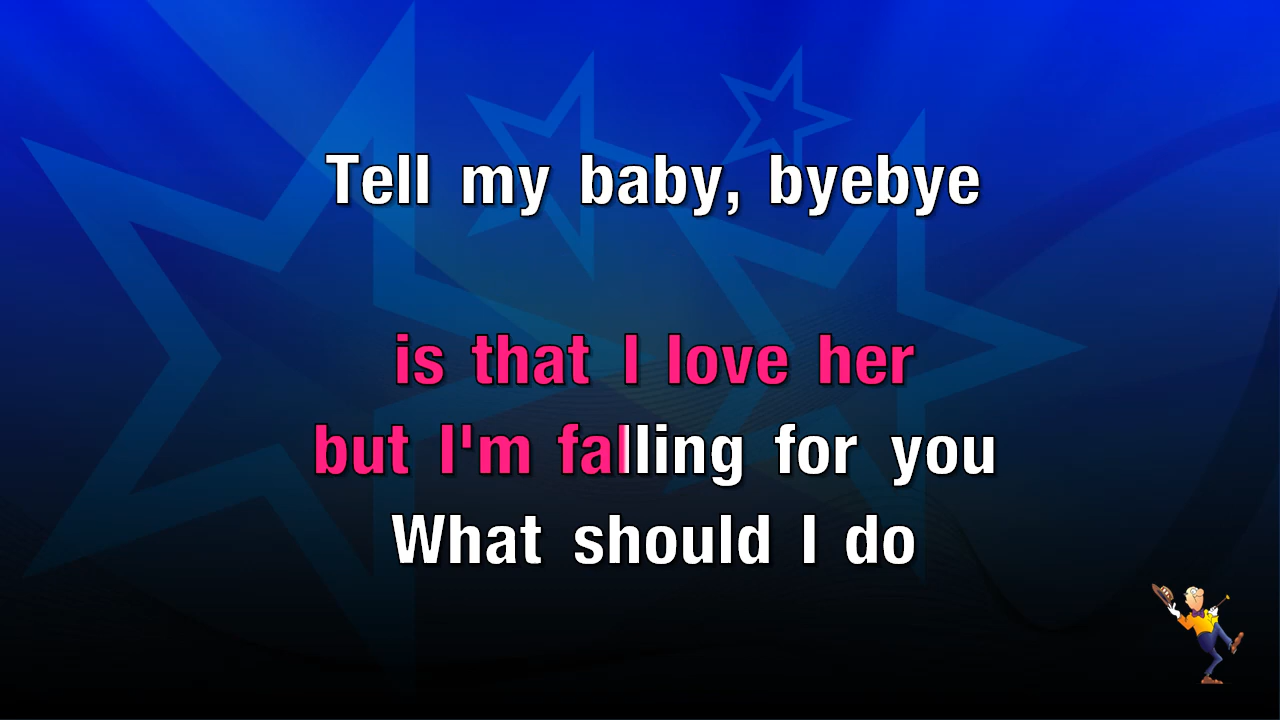 Tell my baby, byebye
is that I love her
but I'm falling for you
What should I do